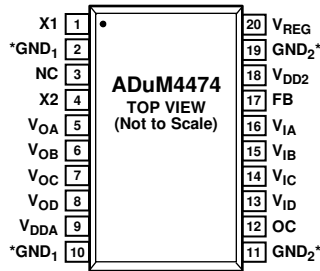 X1 1 20 VREG
*GND1 2 19 GND2*
NC 3 18 VDD2
X2 4 17 FB
ADuM4474
TOP VIEW
(Not to Scale)
VOA 5 16 VIA
VOB 6 15 VIB
VOC 7 14 VIC
VOD 8 13 VID
VDDA 9 12 OC
*GND1 10 11 GND2*